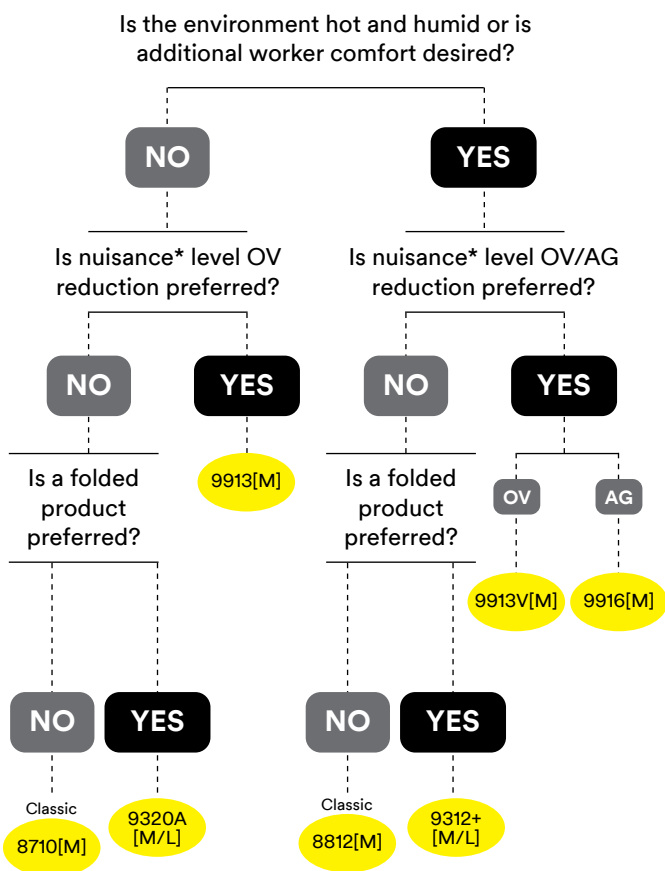 Is the environment hot and humid or is
additional worker comfort desired?
NO
YES
Is nuisance* level OV
reduction preferred?
Is nuisance* level OV/AG
reduction preferred?
NO
YES
NO
YES
Is a folded
product
preferred?
9913[M]
Is a folded
product
preferred?
OV
AG
9913V[M]
9916[M]
NO
YES
NO
YES
Classic
8710[M]
9320A
[M/L]
Classic
8812[M]
9312+
[M/L]